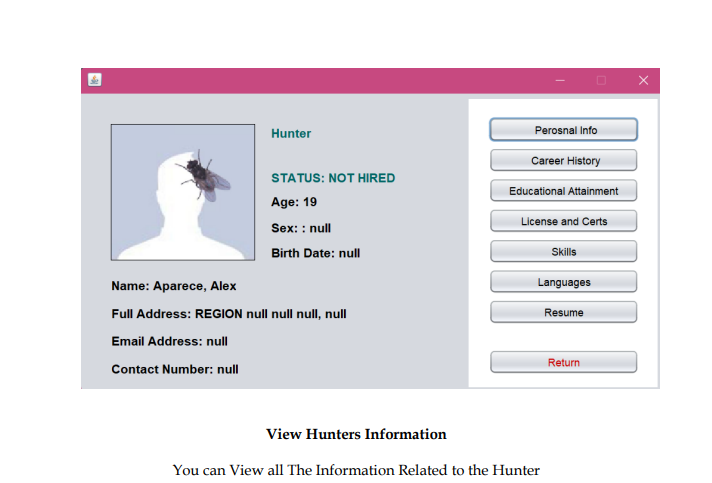 Hunter
STATUS: NOT HIRED
Age: 19
Sex: : null
Birth Date: null
Name: Aparece, Alex
Full Address: REGION null null null, null
Email Address: null
Contact Number: null
Perosnal Info
Career History
Educational Attainment
License and Certs
Skills
Languages
Resume
Return
View Hunters Information
You can View all The Information Related to the Hunter